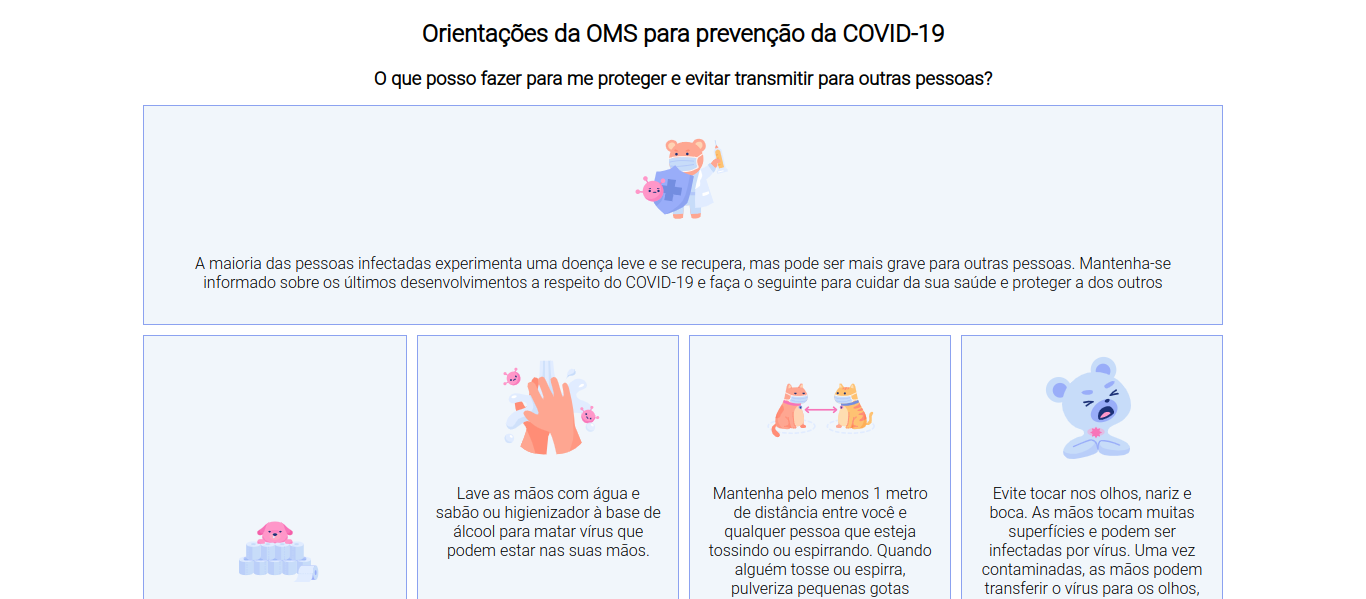 Orientações da OMS para prevenção da COVID-19
O que posso fazer para me proteger e evitar transmitir para outras pessoas?
A maioria das pessoas infectadas experimenta uma doença leve e se recupera, mas pode ser mais grave para outras pessoas. Mantenha-se
informado sobre os últimos desenvolvimentos a respeito do COVID-19 e faça o seguinte para cuidar da sua saúde e proteger a dos outros
Lave as mãos com água e
sabão ou higienizador à base de
álcool para matar vírus que
podem estar nas suas mãos.
Mantenha pelo menos 1 metro
de distância entre você e
qualquer pessoa que esteja
tossindo ou espirrando. Quando
alguém tosse ou espirra,
pulveriza pequenas gotas
Evite tocar nos olhos, nariz e
boca. As mãos tocam muitas
superfícies e podem ser
infectadas por vírus. Uma vez
contaminadas, as mãos podem
transferir o vírus para os olhos,